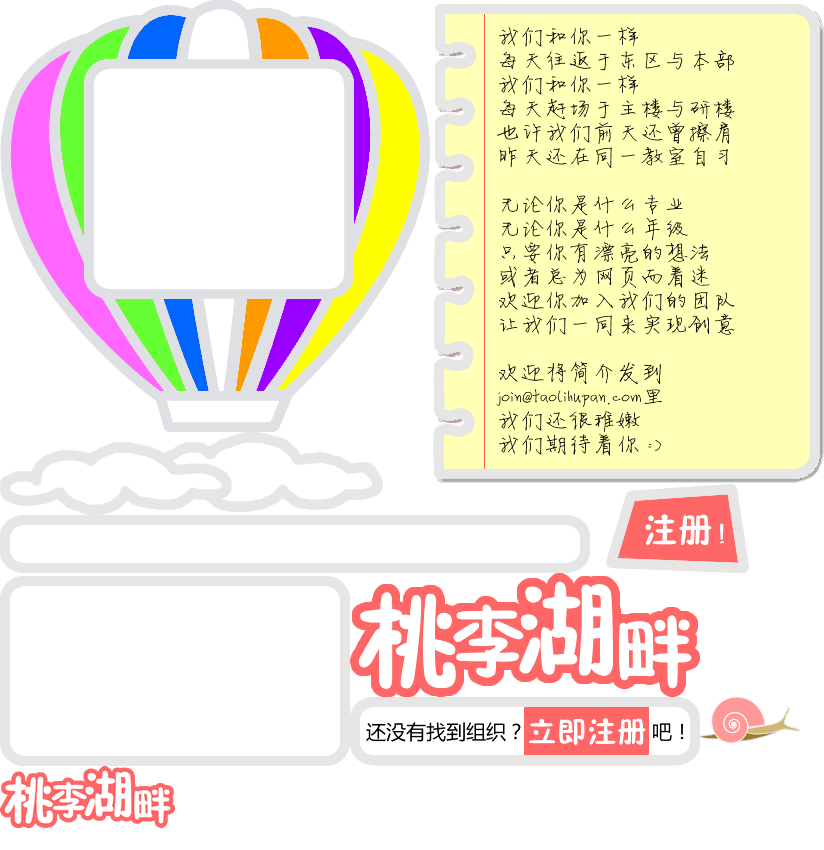 我们和你一样
每天往返于东区与本部
我们和你一样
每天赶场于主楼与研楼
也许我们前天还曾擦肩
昨天还在同一教室自习
无论你是什么专业
无论你是什么年级
只要你有漂亮的想法
或者总为网页而着迷
欢迎你加入我们的团队
让我们一同来实现创意
欢迎将简介发到
join@taolihupan.com里
我们还很稚嫩
我们期待着你:)
注册!
桃李湖畔
还没有找到组织？立即注册吧！
桃李湖畔